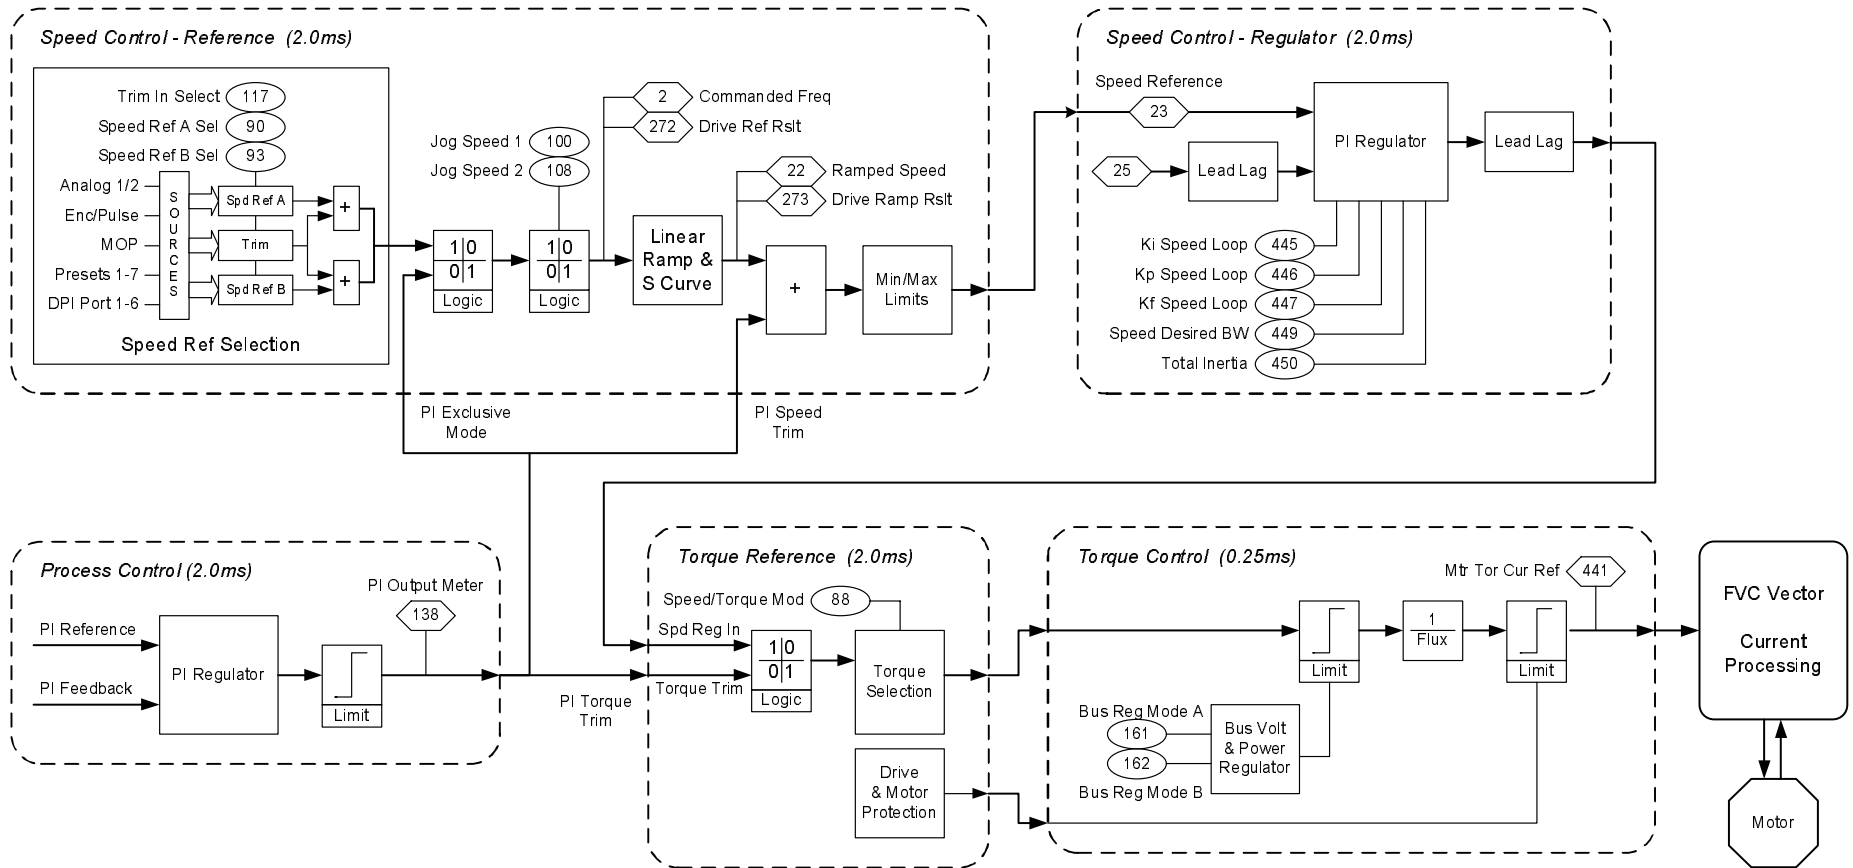 Speed Control - Reference (2.0ms)
Trim In Select 117
Speed Ref A Sel 90
Speed Ref B Sel 93
Analog 1/2
Enc/Pulse
MOP
Presets 1-7
DPI Port 1-6
SOURCES
Spd Ref A
Trim
Spd Ref B
+
+
Speed Ref Selection
Jog Speed 1 100
Jog Speed 2 108
1 0
0 1
Logic
1 0
0 1
Logic
2 Commanded Freq
272 Drive Ref Rslt
Linear
Ramp &
S Curve
22 Ramped Speed
273 Drive Ramp Rslt
+
Min/Max
Limits
PI Exclusive
Mode
PI Speed
Trim
Speed Control - Regulator (2.0ms)
Speed Reference
23
25
Lead Lag
PI Regulator
Lead Lag
Ki Speed Loop 445
Kp Speed Loop 446
Kf Speed Loop 447
Speed Desired BW 449
Total Inertia 450
Process Control (2.0ms)
PI Output Meter
138
PI Reference
PI Feedback
PI Regulator
Limit
PI Torque
Trim
Torque Reference (2.0ms)
Speed/Torque Mod 88
Spd Reg In
Torque Trim
1 0
0 1
Logic
Torque
Selection
Drive
& Motor
Protection
Torque Control (0.25ms)
Mtr Tor Cur Ref 441
Limit
1
Flux
Limit
Bus Reg Mode A
161
162
Bus Reg Mode B
Bus Volt
& Power
Regulator
FVC Vector
Current
Processing
Motor